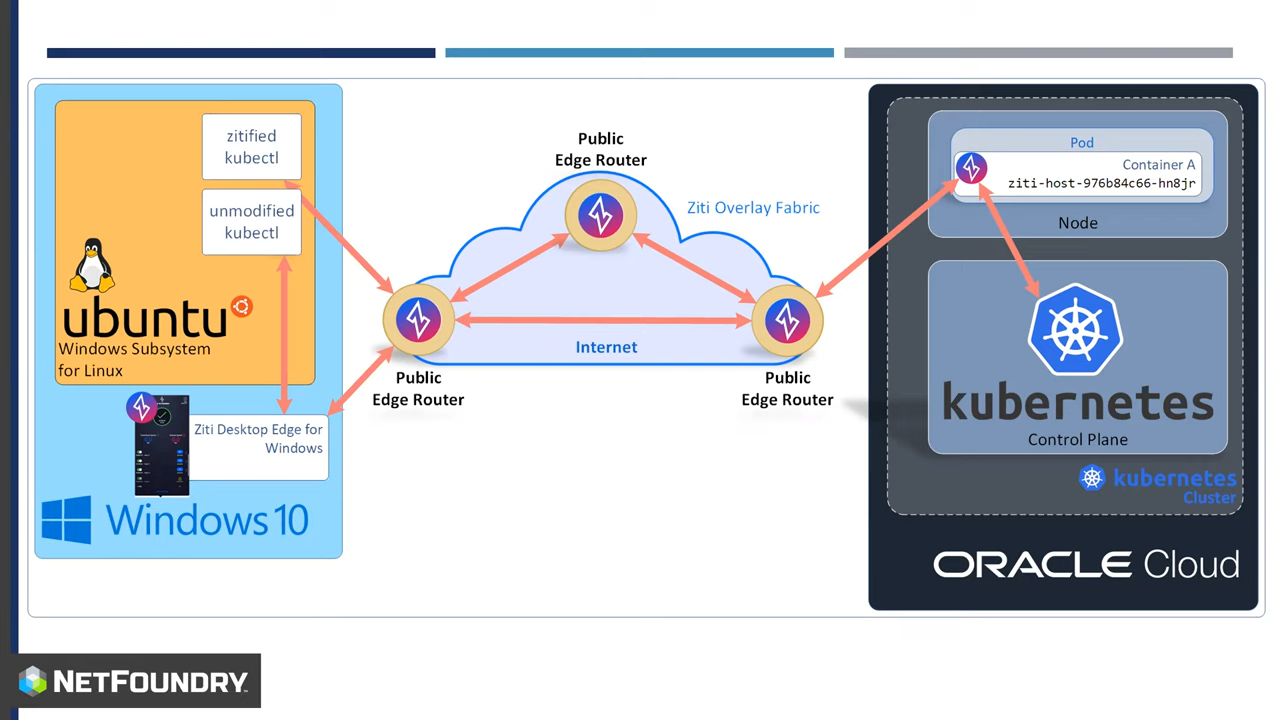 zitified
kubectl
unmodified
kubectl
ubuntu
Windows Subsystem
for Linux
Ziti Desktop Edge for
Windows
Windows 10
Public
Edge Router
Ziti Overlay Fabric
Internet
Public
Edge Router
Public
Edge Router
Pod
Container A
ziti-host-976b84c66-hn8jr
Node
kubernetes
Control Plane
kubernetes
Cluster
ORACLE Cloud
NETFOUNDRY